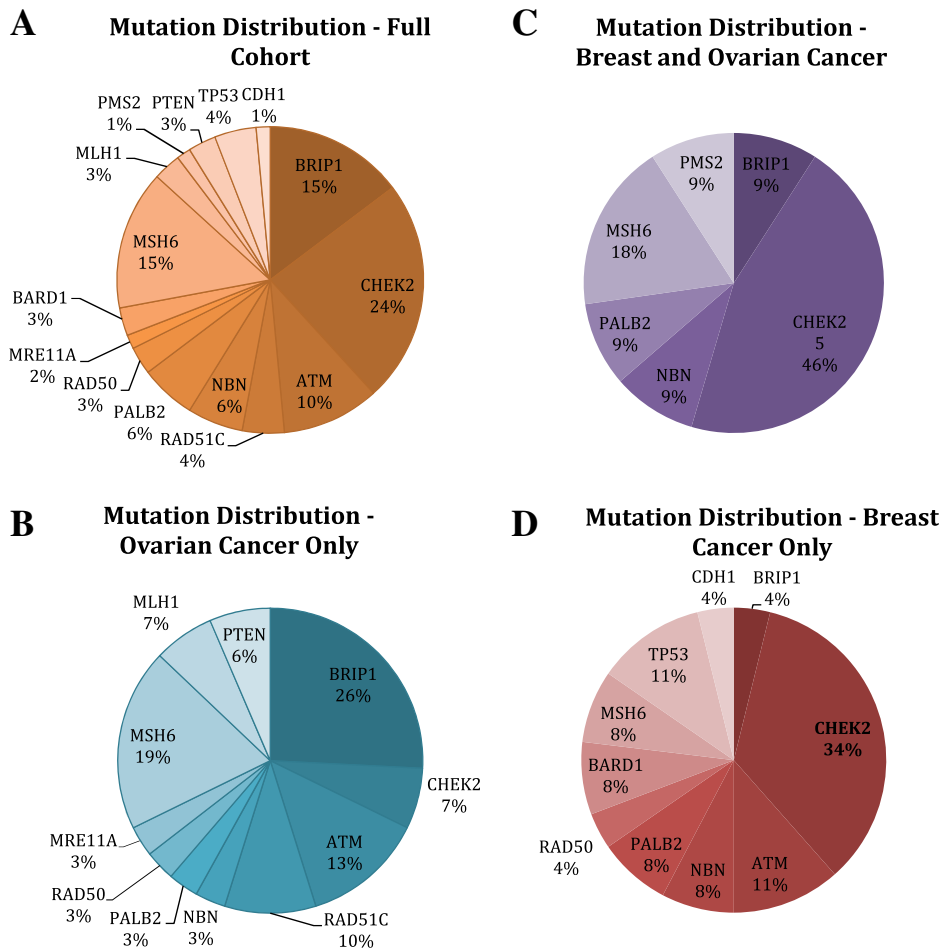 A
Mutation Distribution - Full
Cohort
BRIP1
15%
CHEK2
24%
ATM
10%
RAD51C
4%
NBN
6%
PALB2
6%
RAD50
3%
MRE11A
2%
BARD1
3%
MSH6
15%
MLH1
3%
PMS2
1%
PTEN
3%
TP53
4%
CDH1
1%
C
Mutation Distribution -
Breast and Ovarian Cancer
BRIP1
9%
CHEK2
5
46%
NBN
9%
PALB2
9%
MSH6
18%
PMS2
9%
B
Mutation Distribution -
Ovarian Cancer Only
BRIP1
26%
CHEK2
7%
ATM
13%
RAD51C
10%
NBN
3%
PALB2
3%
RAD50
3%
MRE11A
3%
MSH6
19%
MLH1
7%
PTEN
6%
D
Mutation Distribution - Breast
Cancer Only
BRIP1
4%
CHEK2
34%
ATM
11%
NBN
8%
PALB2
8%
RAD50
4%
BARD1
8%
MSH6
8%
TP53
11%
CDH1
4%